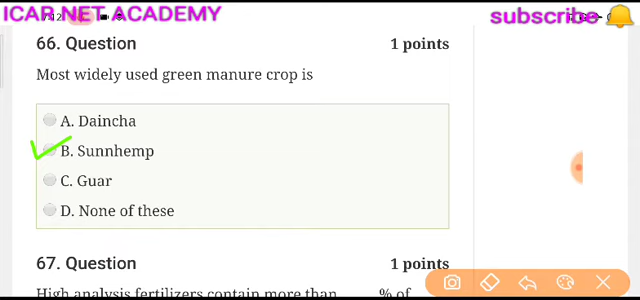 ICAR NET ACADEMY
subscribe
66. Question 1 points
Most widely used green manure crop is
A. Daincha
B. Sunnhemp
C. Guar
D. None of these
67. Question 1 points
High analysis fertilizers contain more than % of